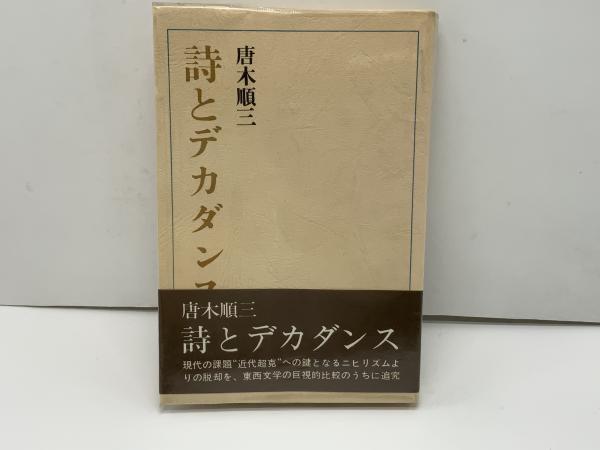 唐木順三
詩とデカダンス
唐木順三
詩とデカダンス
現代の課題“近代超克”への鍵となるニヒリズムよ
りの脱却を、東西文学の巨視的比較のうちに追究